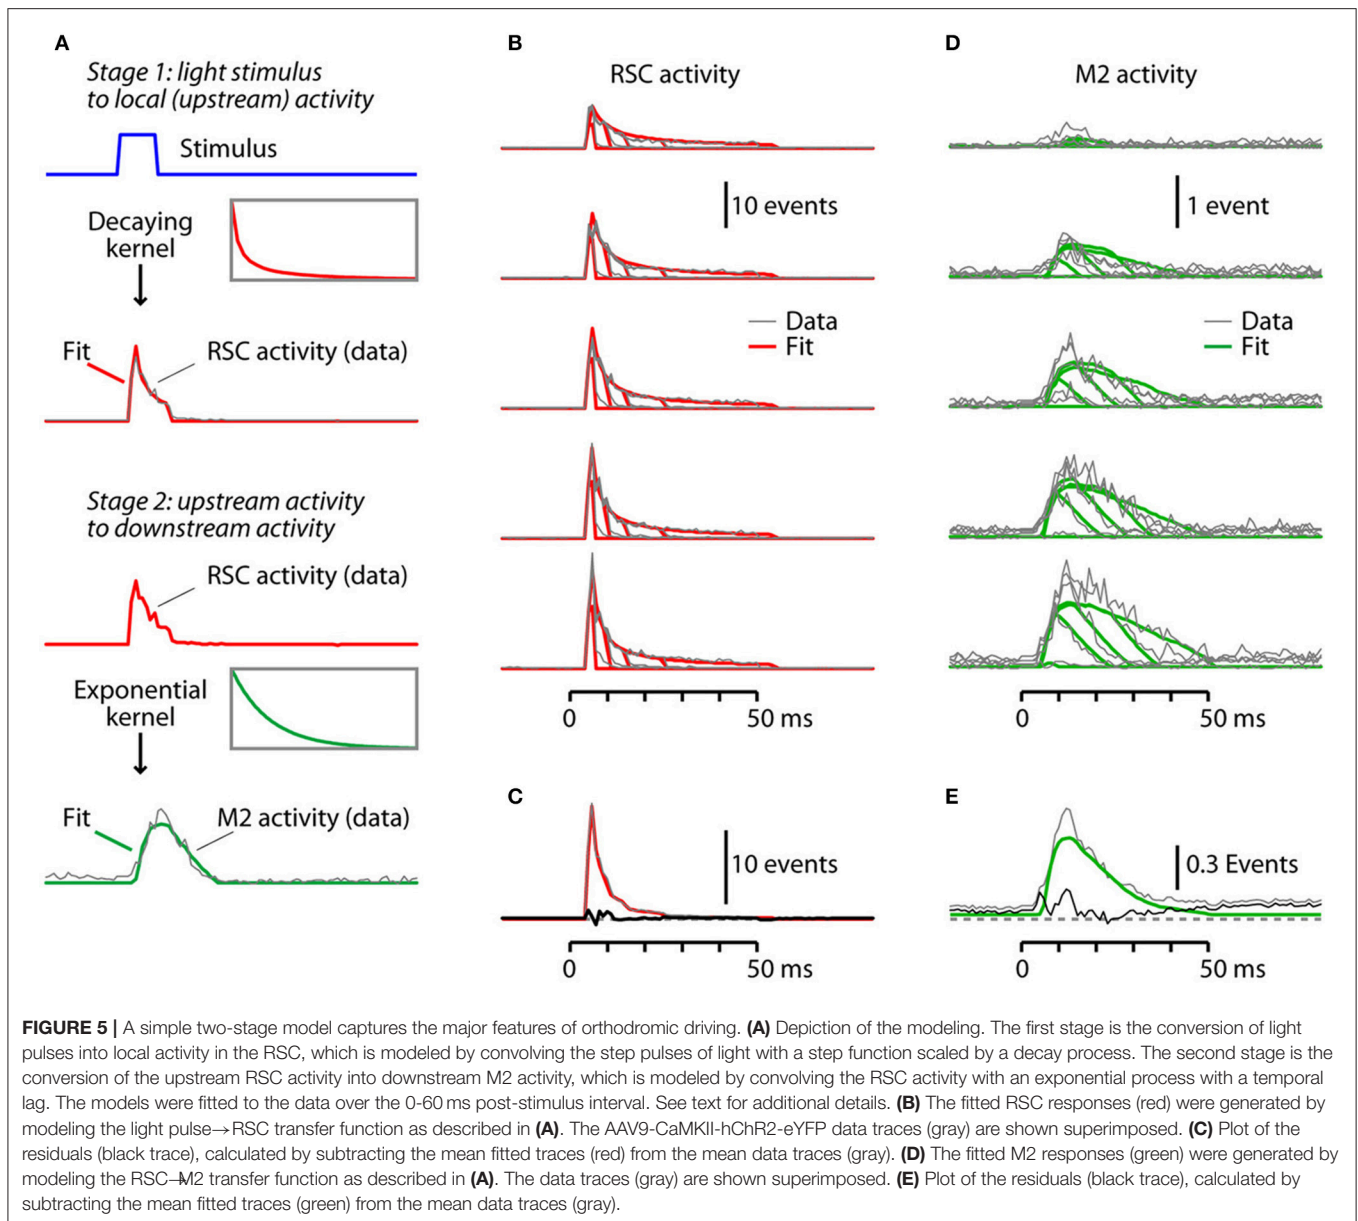 A
Stage 1: light stimulus
to local (upstream) activity
Stimulus
Decaying
kernel
Fit
RSC activity (data)
Stage 2: upstream activity
to downstream activity
RSC activity (data)
Exponential
kernel
Fit
M2 activity (data)
B
RSC activity
10 events
Data
Fit
0
50 ms
C
10 events
0
50 ms
D
M2 activity
1 event
Data
Fit
0
50 ms
E
0.3 Events
0
50 ms
FIGURE 5 | A simple two-stage model captures the major features of orthodromic driving. (A) Depiction of the modeling. The first stage is the conversion of light
pulses into local activity in the RSC, which is modeled by convolving the step pulses of light with a step function scaled by a decay process. The second stage is the
conversion of the upstream RSC activity into downstream M2 activity, which is modeled by convolving the RSC activity with an exponential process with a temporal
lag. The models were fitted to the data over the 0-60 ms post-stimulus interval. See text for additional details. (B) The fitted RSC responses (red) were generated by
modeling the light pulse→RSC transfer function as described in (A). The AAV9-CaMKII-hChR2-eYFP data traces (gray) are shown superimposed. (C) Plot of the
residuals (black trace), calculated by subtracting the mean fitted traces (red) from the mean data traces (gray). (D) The fitted M2 responses (green) were generated by
modeling the RSC→M2 transfer function as described in (A). The data traces (gray) are shown superimposed. (E) Plot of the residuals (black trace), calculated by
subtracting the mean fitted traces (green) from the mean data traces (gray).